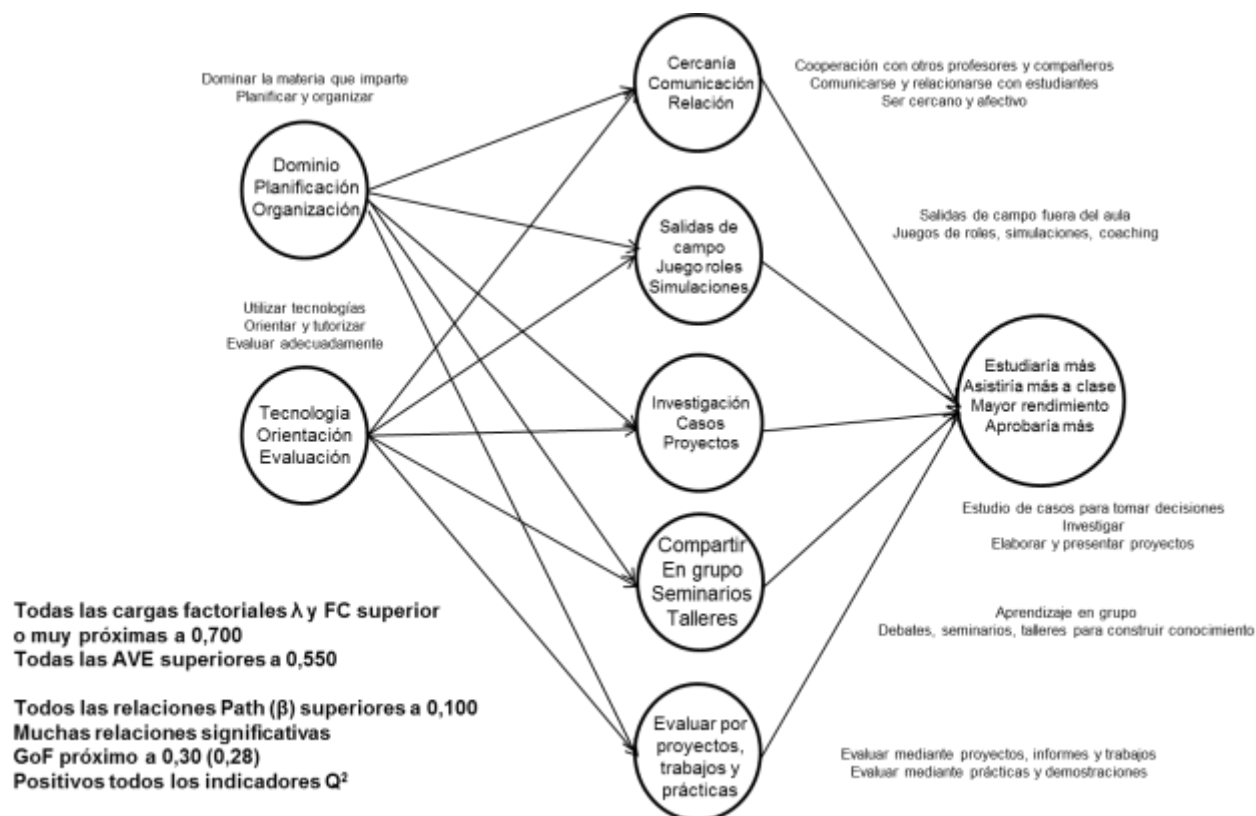 Dominar la materia que imparte
Planificar y organizar
Dominio
Planificación
Organización
Utilizar tecnologías
Orientar y tutorizar
Evaluar adecuadamente
Tecnología
Orientación
Evaluación
Cercanía
Comunicación
Relación
Salidas de
campo
Juego roles
Simulaciones
Investigación
Casos
Proyectos
Compartir
En grupo
Seminarios
Talleres
Evaluar por
proyectos,
trabajos y
prácticas
Cooperación con otros profesores y compañeros
Comunicarse y relacionarse con estudiantes
Ser cercano y afectivo
Salidas de campo fuera del aula
Juegos de roles, simulaciones, coaching
Estudiaría más
Asistiría más a clase
Mayor rendimiento
Aprobaría más
Estudio de casos para tomar decisiones
Investigar
Elaborar y presentar proyectos
Aprendizaje en grupo
Debates, seminarios, talleres para construir conocimiento
Evaluar mediante proyectos, informes y trabajos
Evaluar mediante prácticas y demostraciones
Todas las cargas factoriales λ y FC superior
o muy próximas a 0,700
Todas las AVE superiores a 0,550
Todos las relaciones Path (β) superiores a 0,100
Muchas relaciones significativas
GoF próximo a 0,30 (0,28)
Positivos todos los indicadores Q²